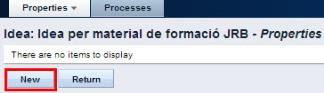 Properties Processes
Idea: Idea per material de formació JRB - Properties
There are no items to display
New Return